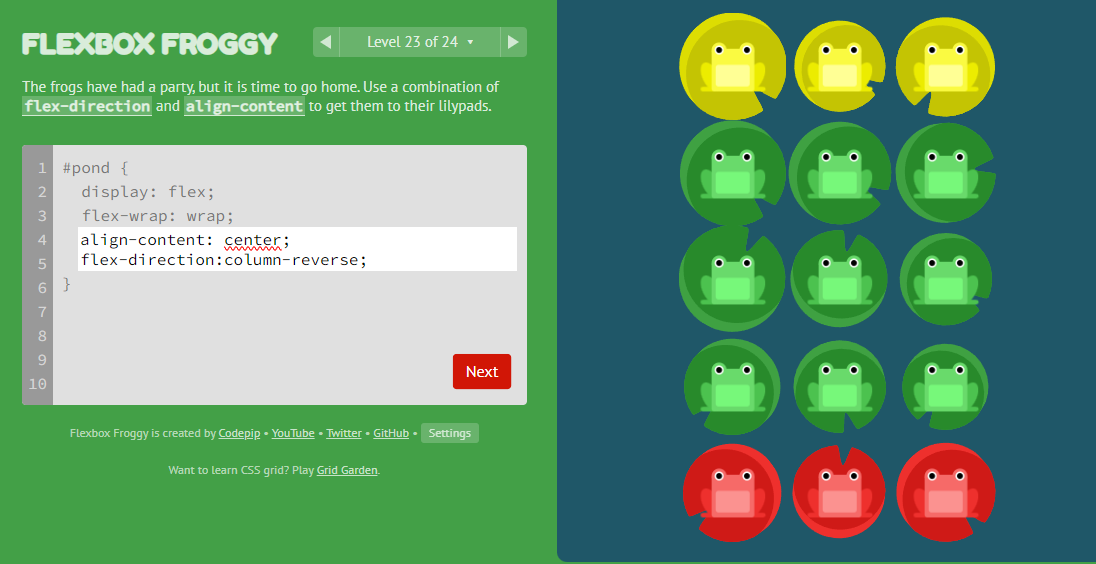 FLEXBOX FROGGY
Level 23 of 24
The frogs have had a party, but it is time to go home. Use a combination of
flex-direction and align-content to get them to their lilypads.
1 #pond {
2 display: flex;
3 flex-wrap: wrap;
4 align-content: center;
5 flex-direction:column-reverse;
6 }
7
8
9
10
Next
Flexbox Froggy is created by Codepip • YouTube • Twitter • GitHub • Settings
Want to learn CSS grid? Play Grid Garden.